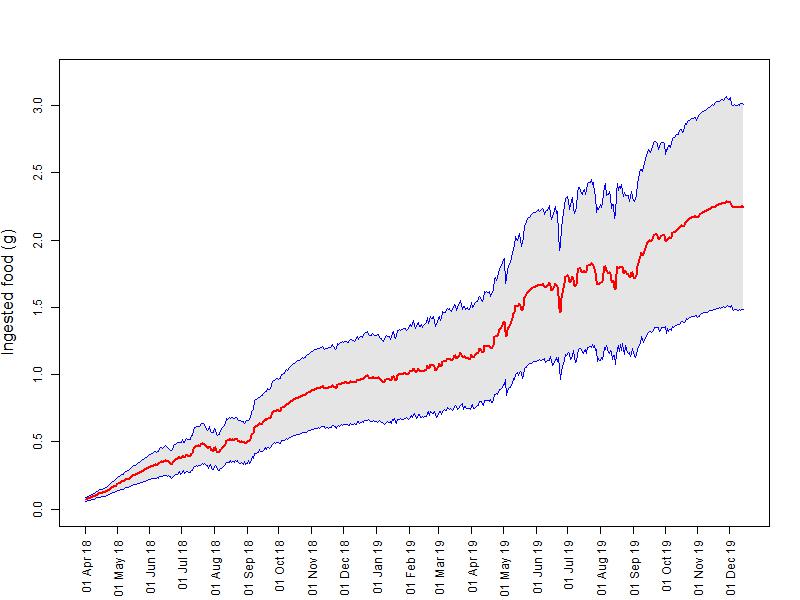 Ingested food (g)
3.0
2.5
2.0
1.5
1.0
0.5
0.0
01 Apr 18
01 May 18
01 Jun 18
01 Jul 18
01 Aug 18
01 Sep 18
01 Oct 18
01 Nov 18
01 Dec 18
01 Jan 19
01 Feb 19
01 Mar 19
01 Apr 19
01 May 19
01 Jun 19
01 Jul 19
01 Aug 19
01 Sep 19
01 Oct 19
01 Nov 19
01 Dec 19